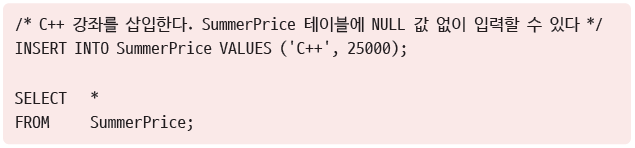 /* C++ 강좌를 삽입한다. SummerPrice 테이블에 NULL 값 없이 입력할 수 있다 */
INSERT INTO SummerPrice VALUES ('C++', 25000);
SELECT *
FROM SummerPrice;